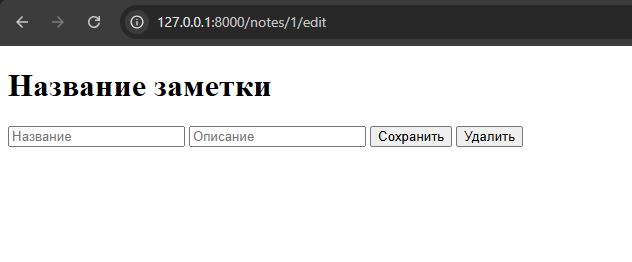 127.0.0.1:8000/notes/1/edit
Название заметки
Название Описание Сохранить Удалить